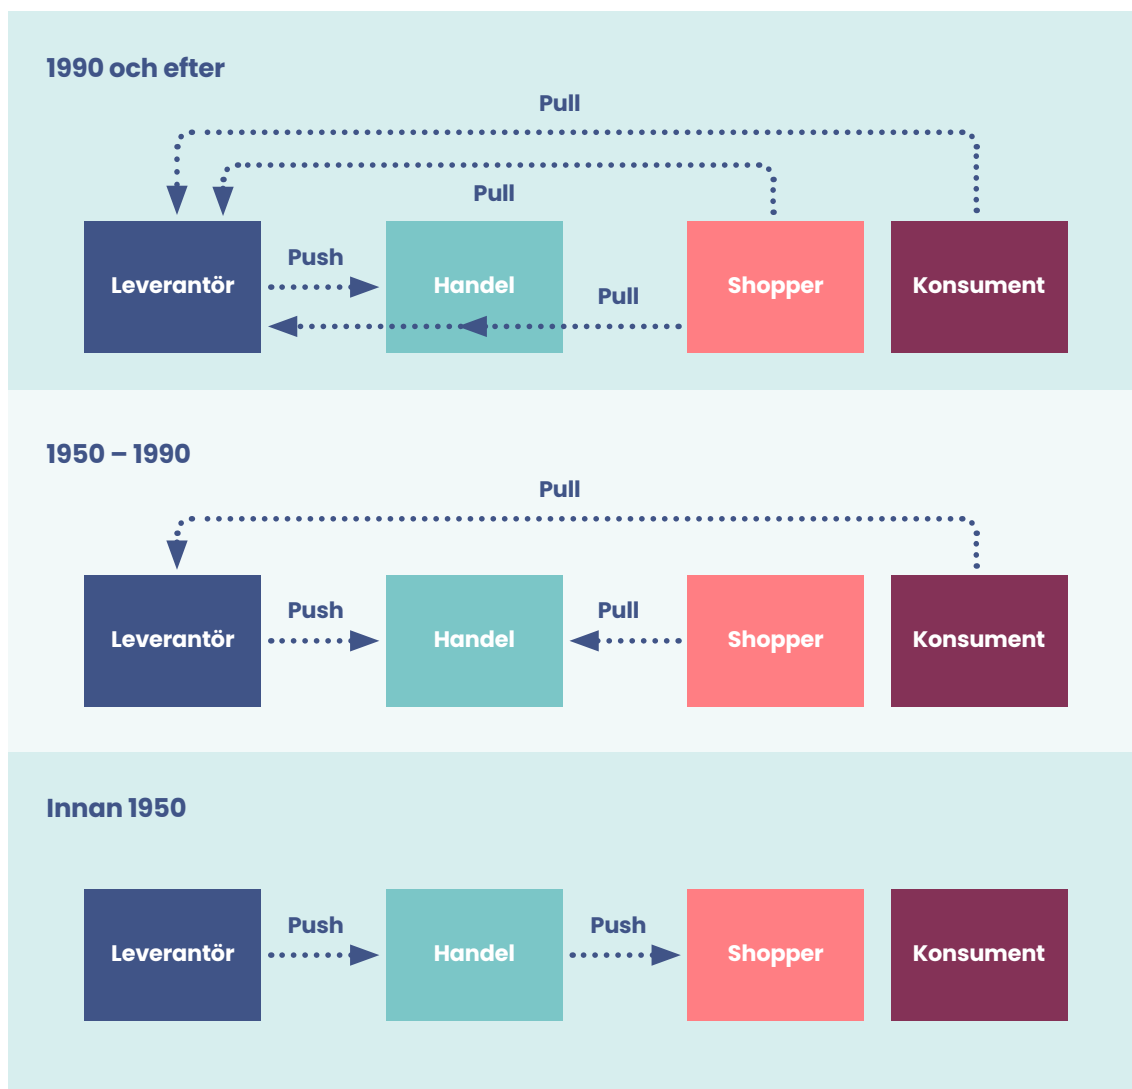 1990 och efter
Pull
Pull
Push
Leverantör
Handel
Pull
Shopper
Konsument
1950 – 1990
Pull
Push
Pull
Leverantör
Handel
Shopper
Konsument
Innan 1950
Push
Push
Leverantör
Handel
Shopper
Konsument